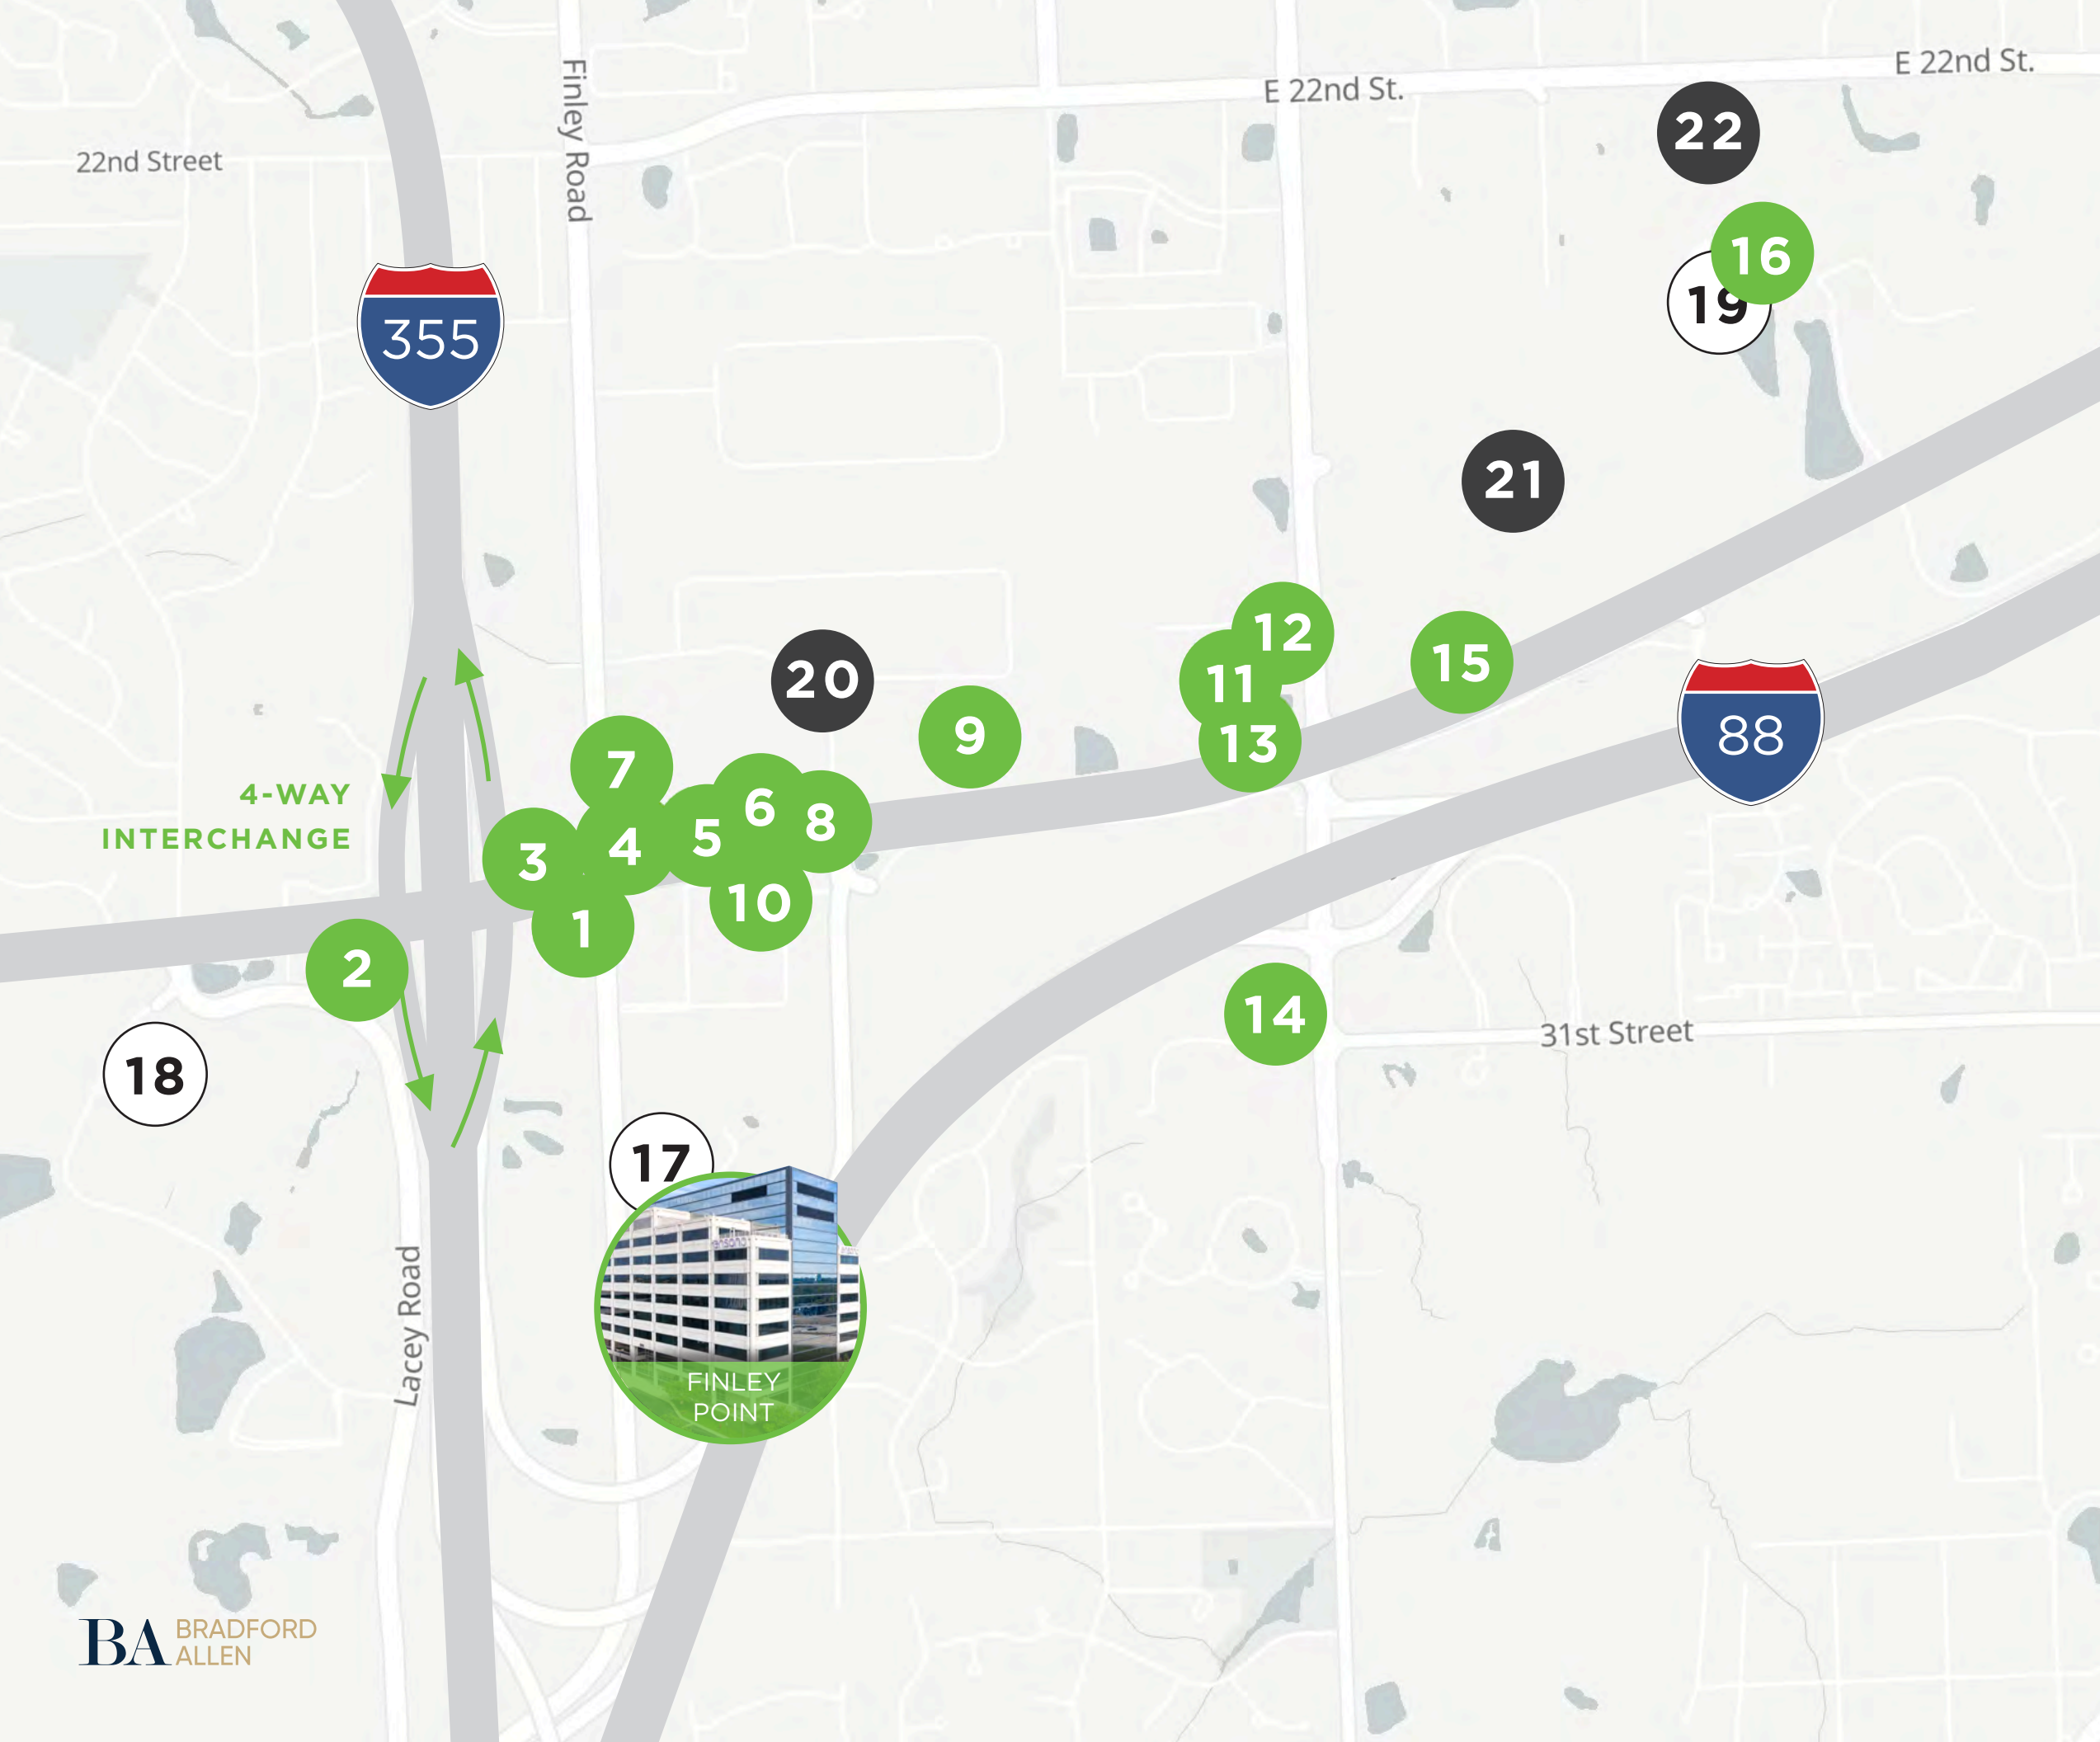 E 22nd St.
E 22nd St.
22
22nd Street
Finley Road
16
19
355
21
12
15
11
20
13
9
88
7
4-WAY
INTERCHANGE
6
8
5
4
3
10
1
2
14
31st Street
18
17
FINLEY
POINT
Lacey Road
BA BRADFORD
ALLEN